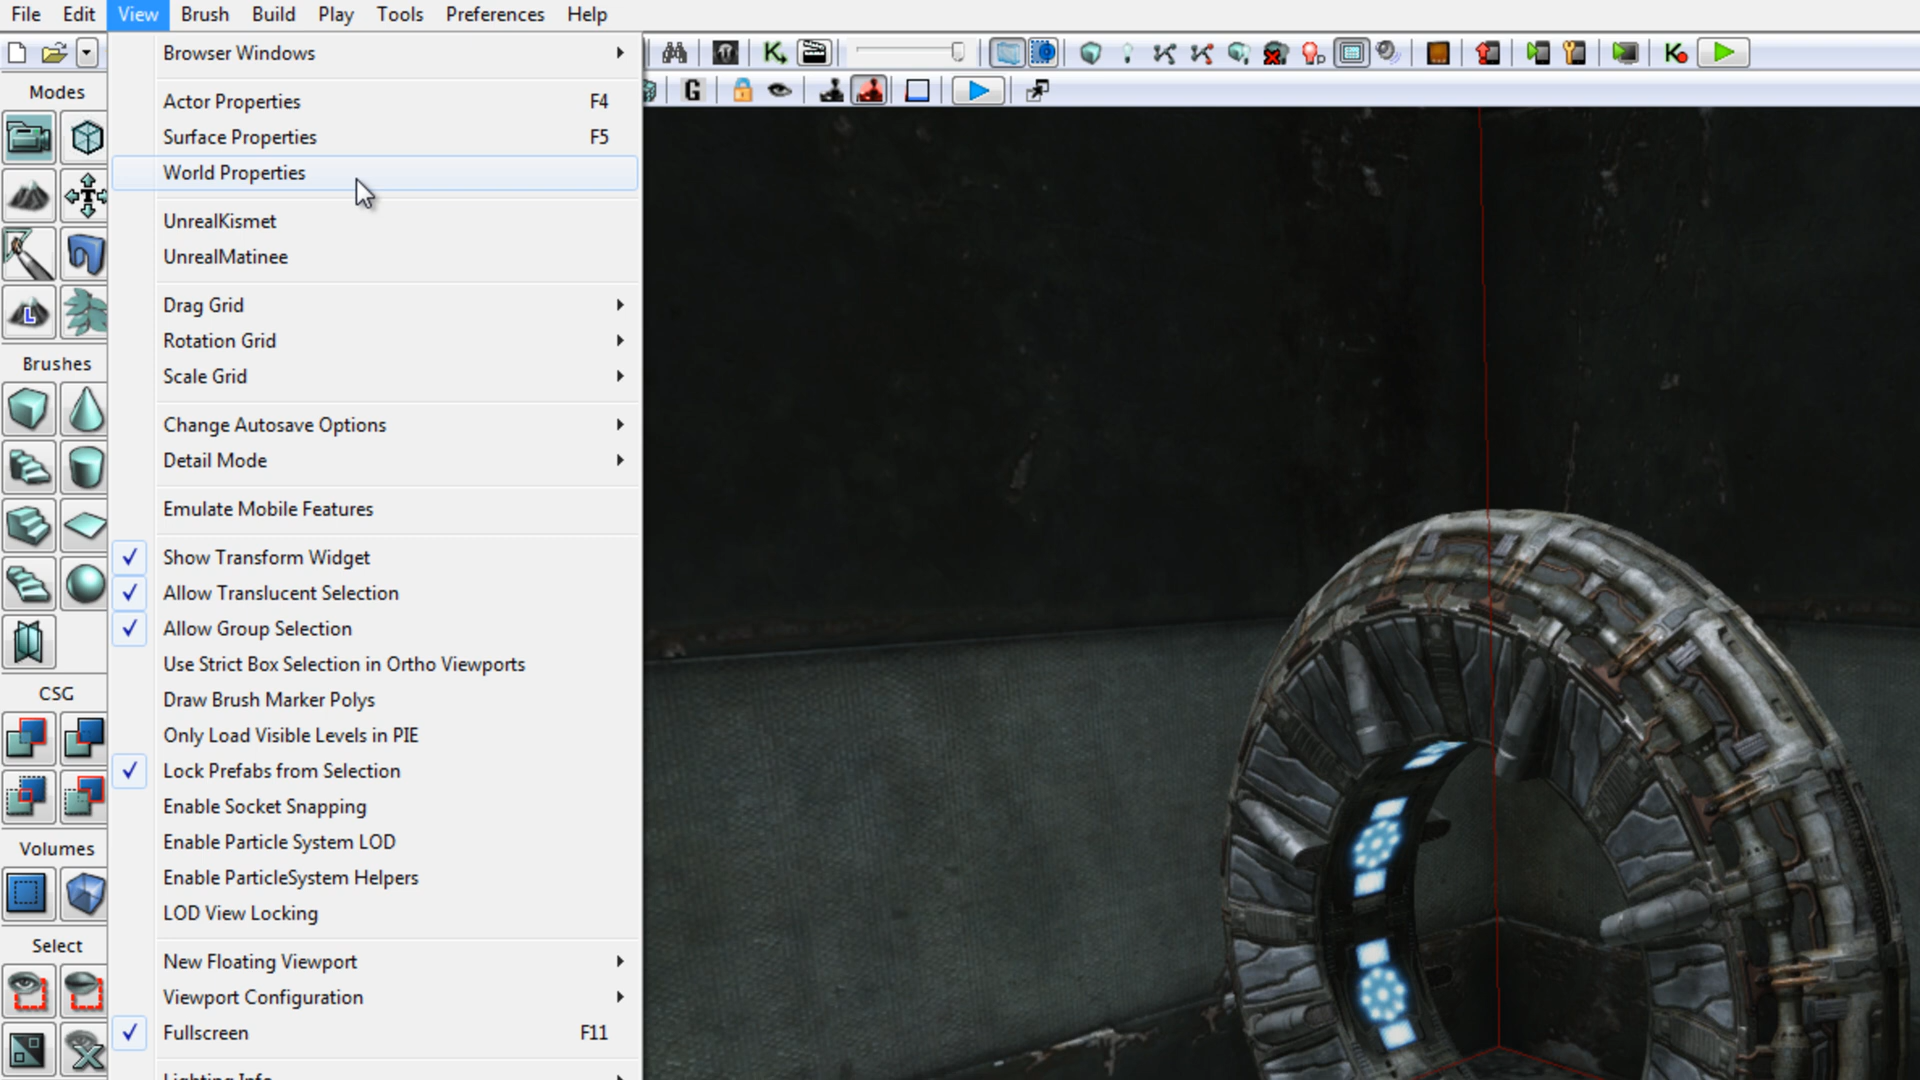 File Edit View Brush Build Play Tools Preferences Help
Browser Windows
Modes
Actor Properties F4
Surface Properties F5
World Properties
UnrealKismet
UnrealMatinee
Drag Grid
Rotation Grid
Scale Grid
Brushes
Change Autosave Options
Detail Mode
Emulate Mobile Features
Show Transform Widget
Allow Translucent Selection
Allow Group Selection
Use Strict Box Selection in Ortho Viewports
CSG
Draw Brush Marker Polys
Only Load Visible Levels in PIE
Lock Prefabs from Selection
Enable Socket Snapping
Enable Particle System LOD
Volumes
Enable ParticleSystem Helpers
LOD View Locking
Select
New Floating Viewport
Viewport Configuration
Fullscreen F11
Lighting Info